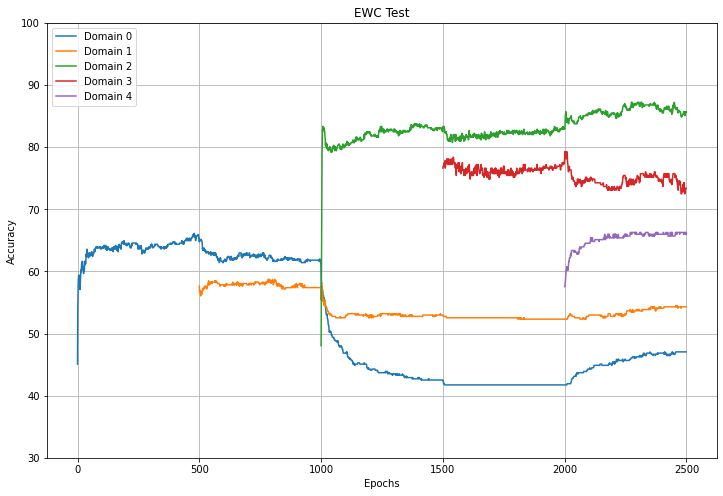 EWC Test
100
90
80
70
60
50
40
30
Accuracy
Domain 0
Domain 1
Domain 2
Domain 3
Domain 4
0
500
1000
1500
2000
2500
Epochs